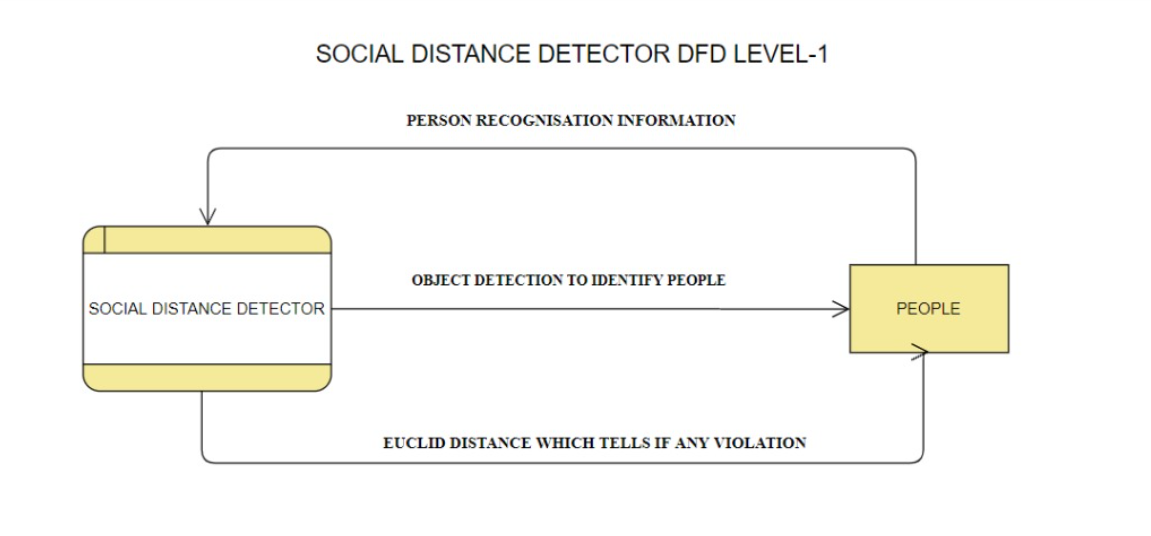 SOCIAL DISTANCE DETECTOR DFD LEVEL-1
PERSON RECOGNISATION INFORMATION
OBJECT DETECTION TO IDENTIFY PEOPLE
SOCIAL DISTANCE DETECTOR
PEOPLE
EUCLID DISTANCE WHICH TELLS IF ANY VIOLATION